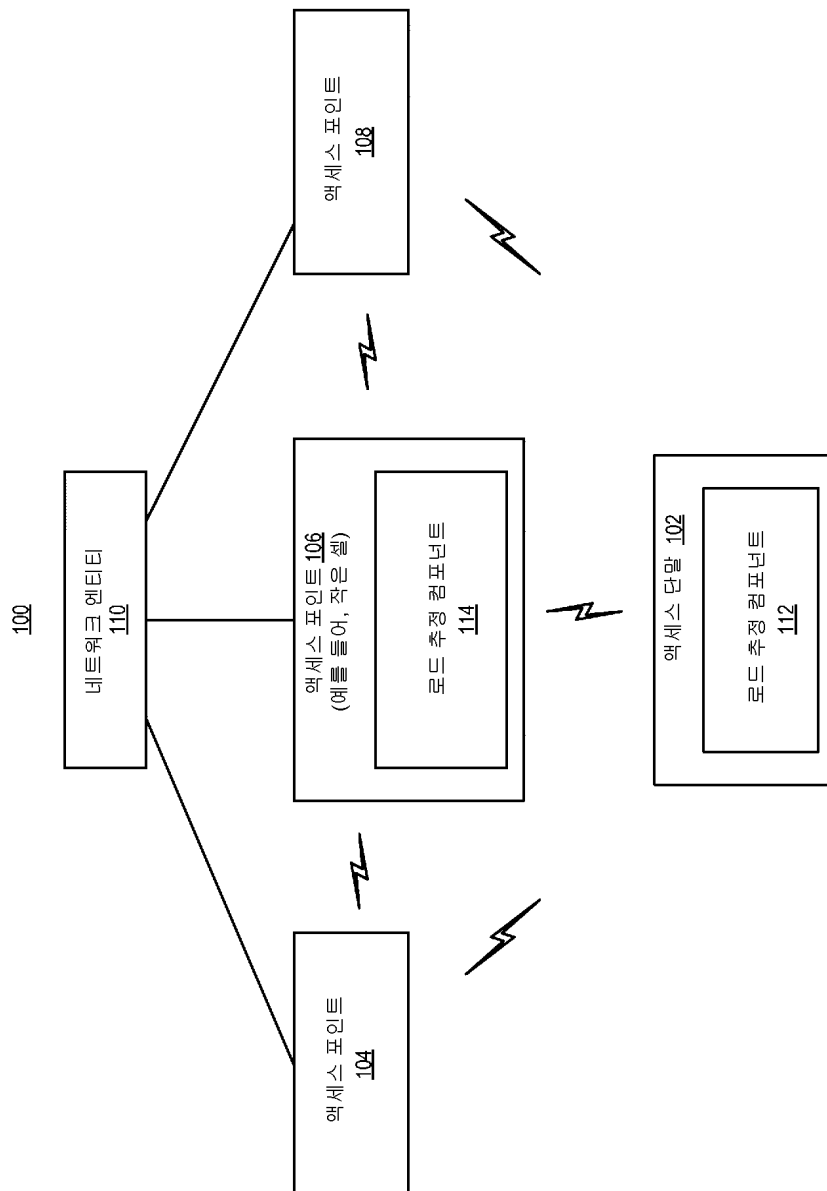 100
네트워크 엔티티
110
액세스 포인트
104
액세스 포인트 106
(예를 들어, 작은 셀)
로드 추정 컴포넌트
114
액세스 포인트
108
액세스 단말 102
로드 추정 컴포넌트
112